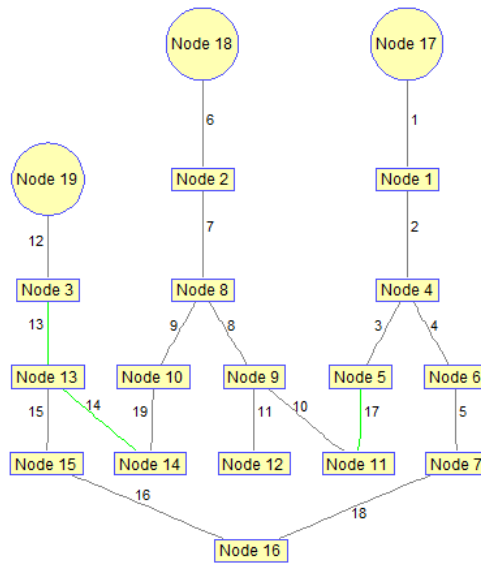 Node 18
Node 17
6
1
Node 19
Node 2
Node 1
12
7
2
Node 3
Node 8
Node 4
13
9
8
3
4
Node 13
Node 10
Node 9
Node 5
Node 6
15
14
19
11
10
17
5
Node 15
Node 14
Node 12
Node 11
Node 7
16
18
Node 16